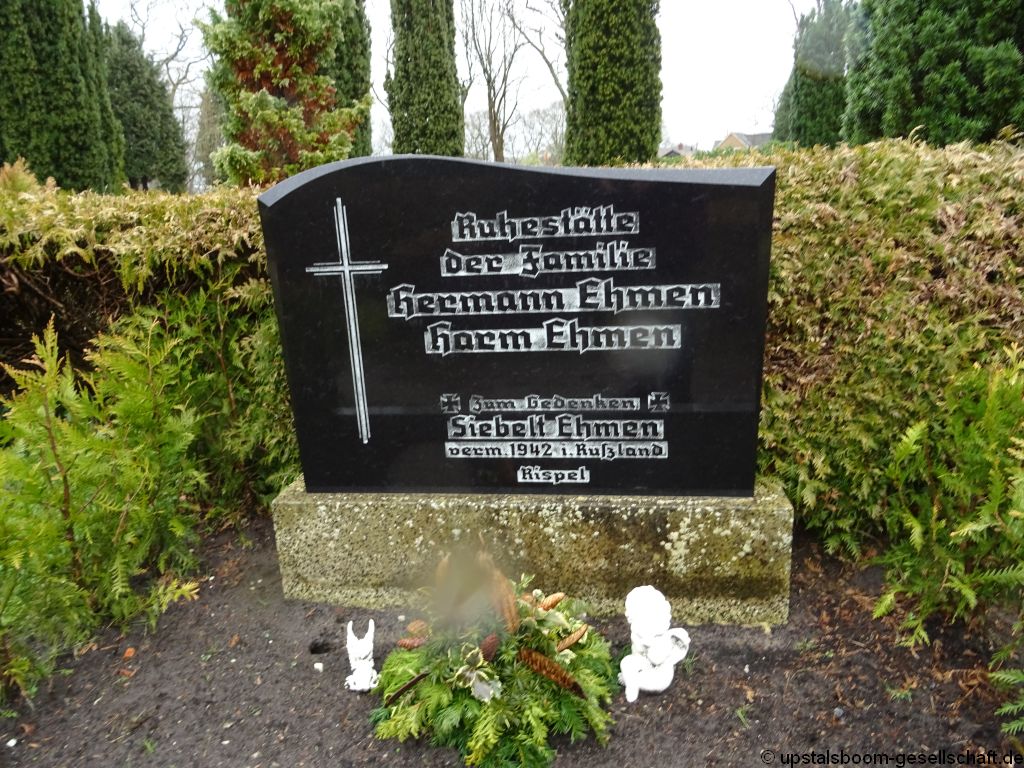 Ruhestätte
der Familie
Hermann Ehmen
Harm Ehmen
Zum Gedenken
Siebelt Ehmen
verm. 1942 i. Rußland
Rispel
© upstalsboom-gesellschaft.de